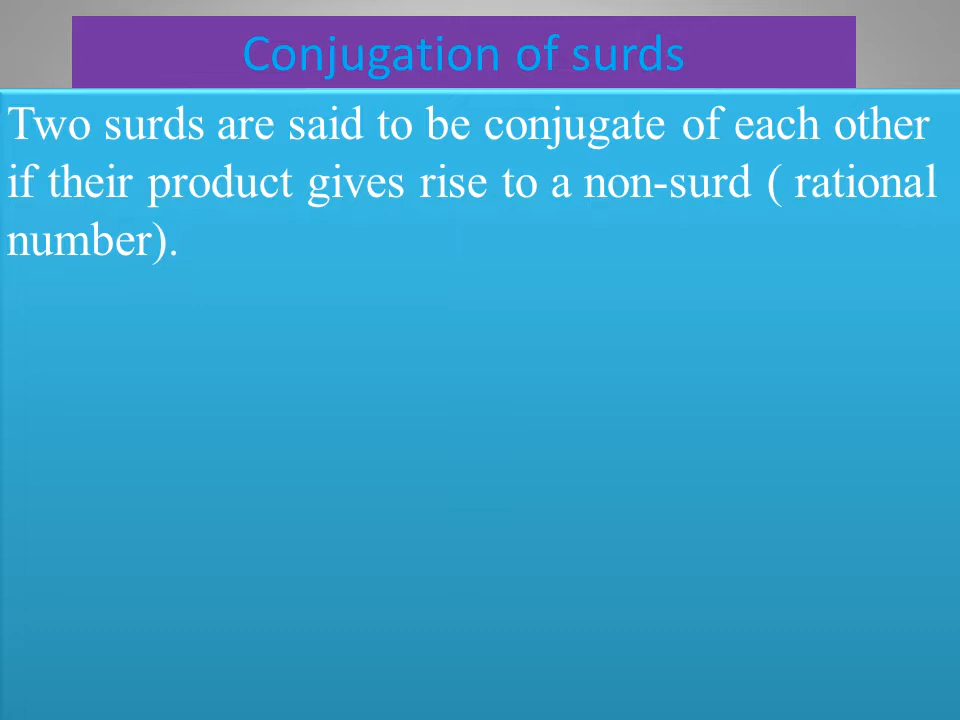 Conjugation of surds
Two surds are said to be conjugate of each other
if their product gives rise to a non-surd ( rational
number).